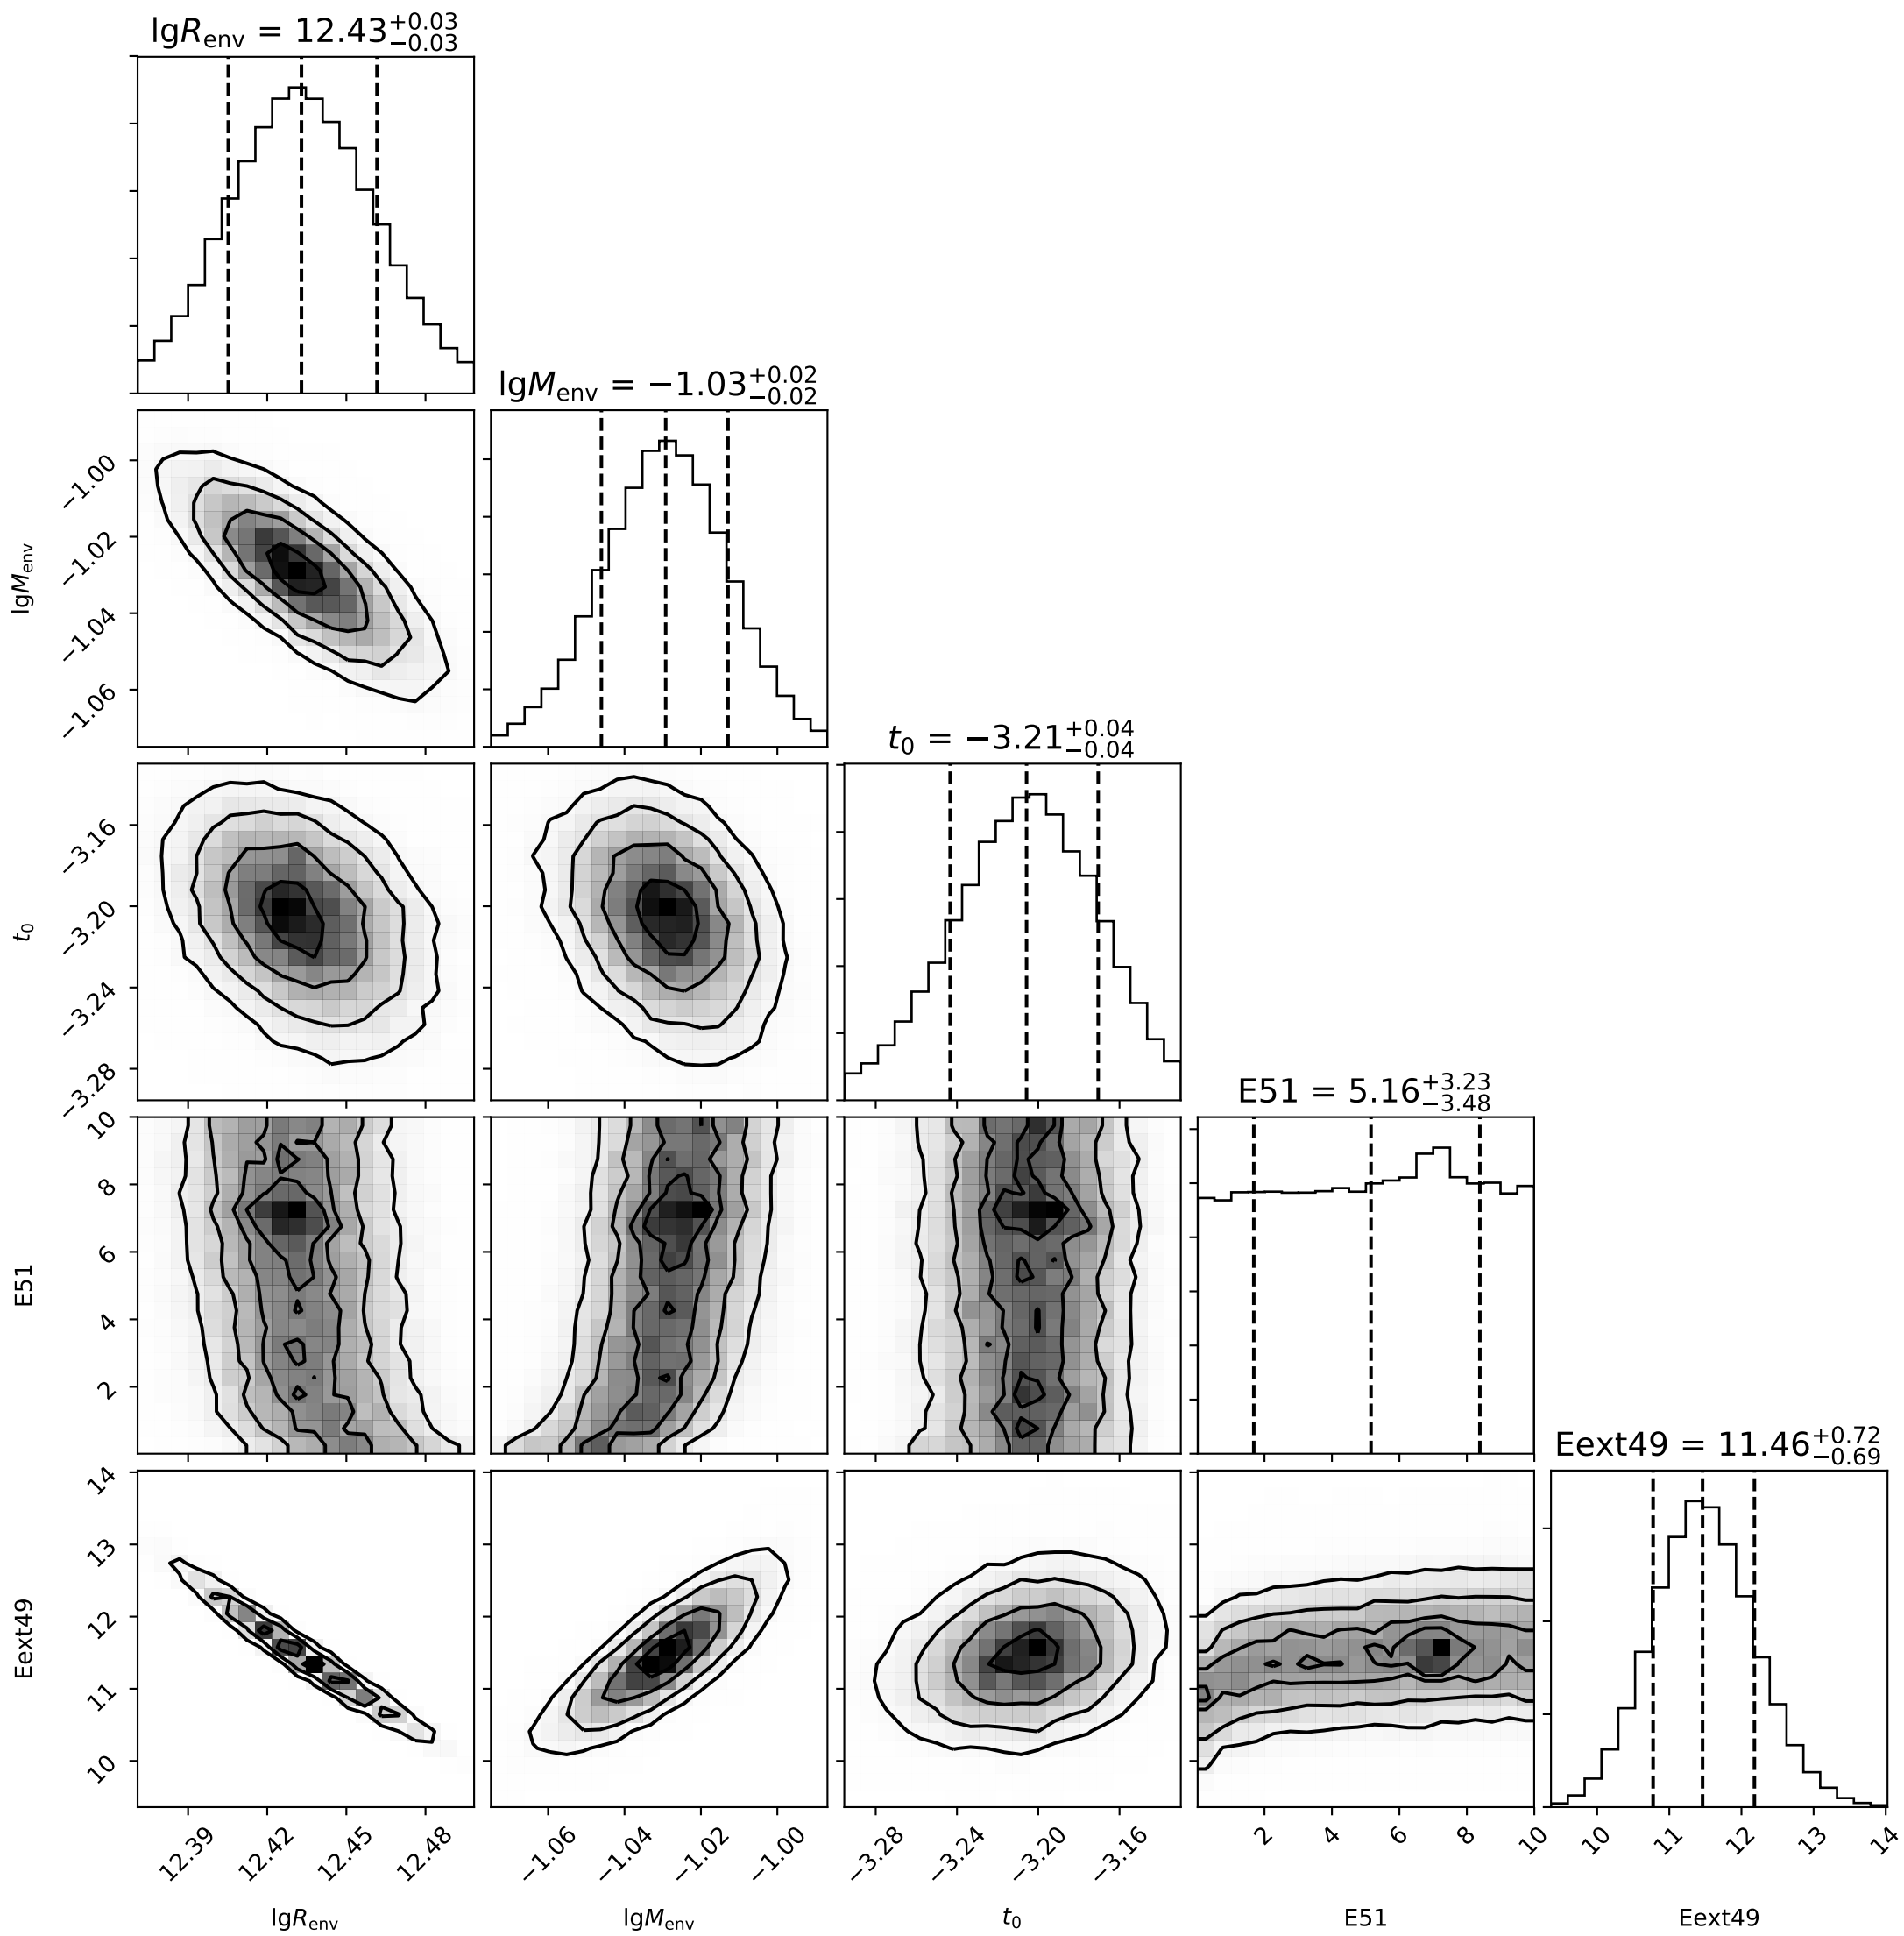 lgR_env = 12.43^{+0.03}_{−0.03}
lgM_env = −1.03^{+0.02}_{−0.02}
−1.00
−1.02
−1.04
−1.06
lgM_env
t_0 = −3.21^{+0.04}_{−0.04}
−3.16
−3.20
−3.24
−3.28
t_0
E51 = 5.16^{+3.23}_{−3.48}
10
8
6
4
2
E51
Eext49 = 11.46^{+0.72}_{−0.69}
14
13
12
11
10
Eext49
12.39 12.42 12.45 12.48
−1.06 −1.04 −1.02 −1.00
−3.28 −3.24 −3.20 −3.16
2 4 6 8 10
10 11 12 13 14
lgR_env lgM_env t_0 E51 Eext49